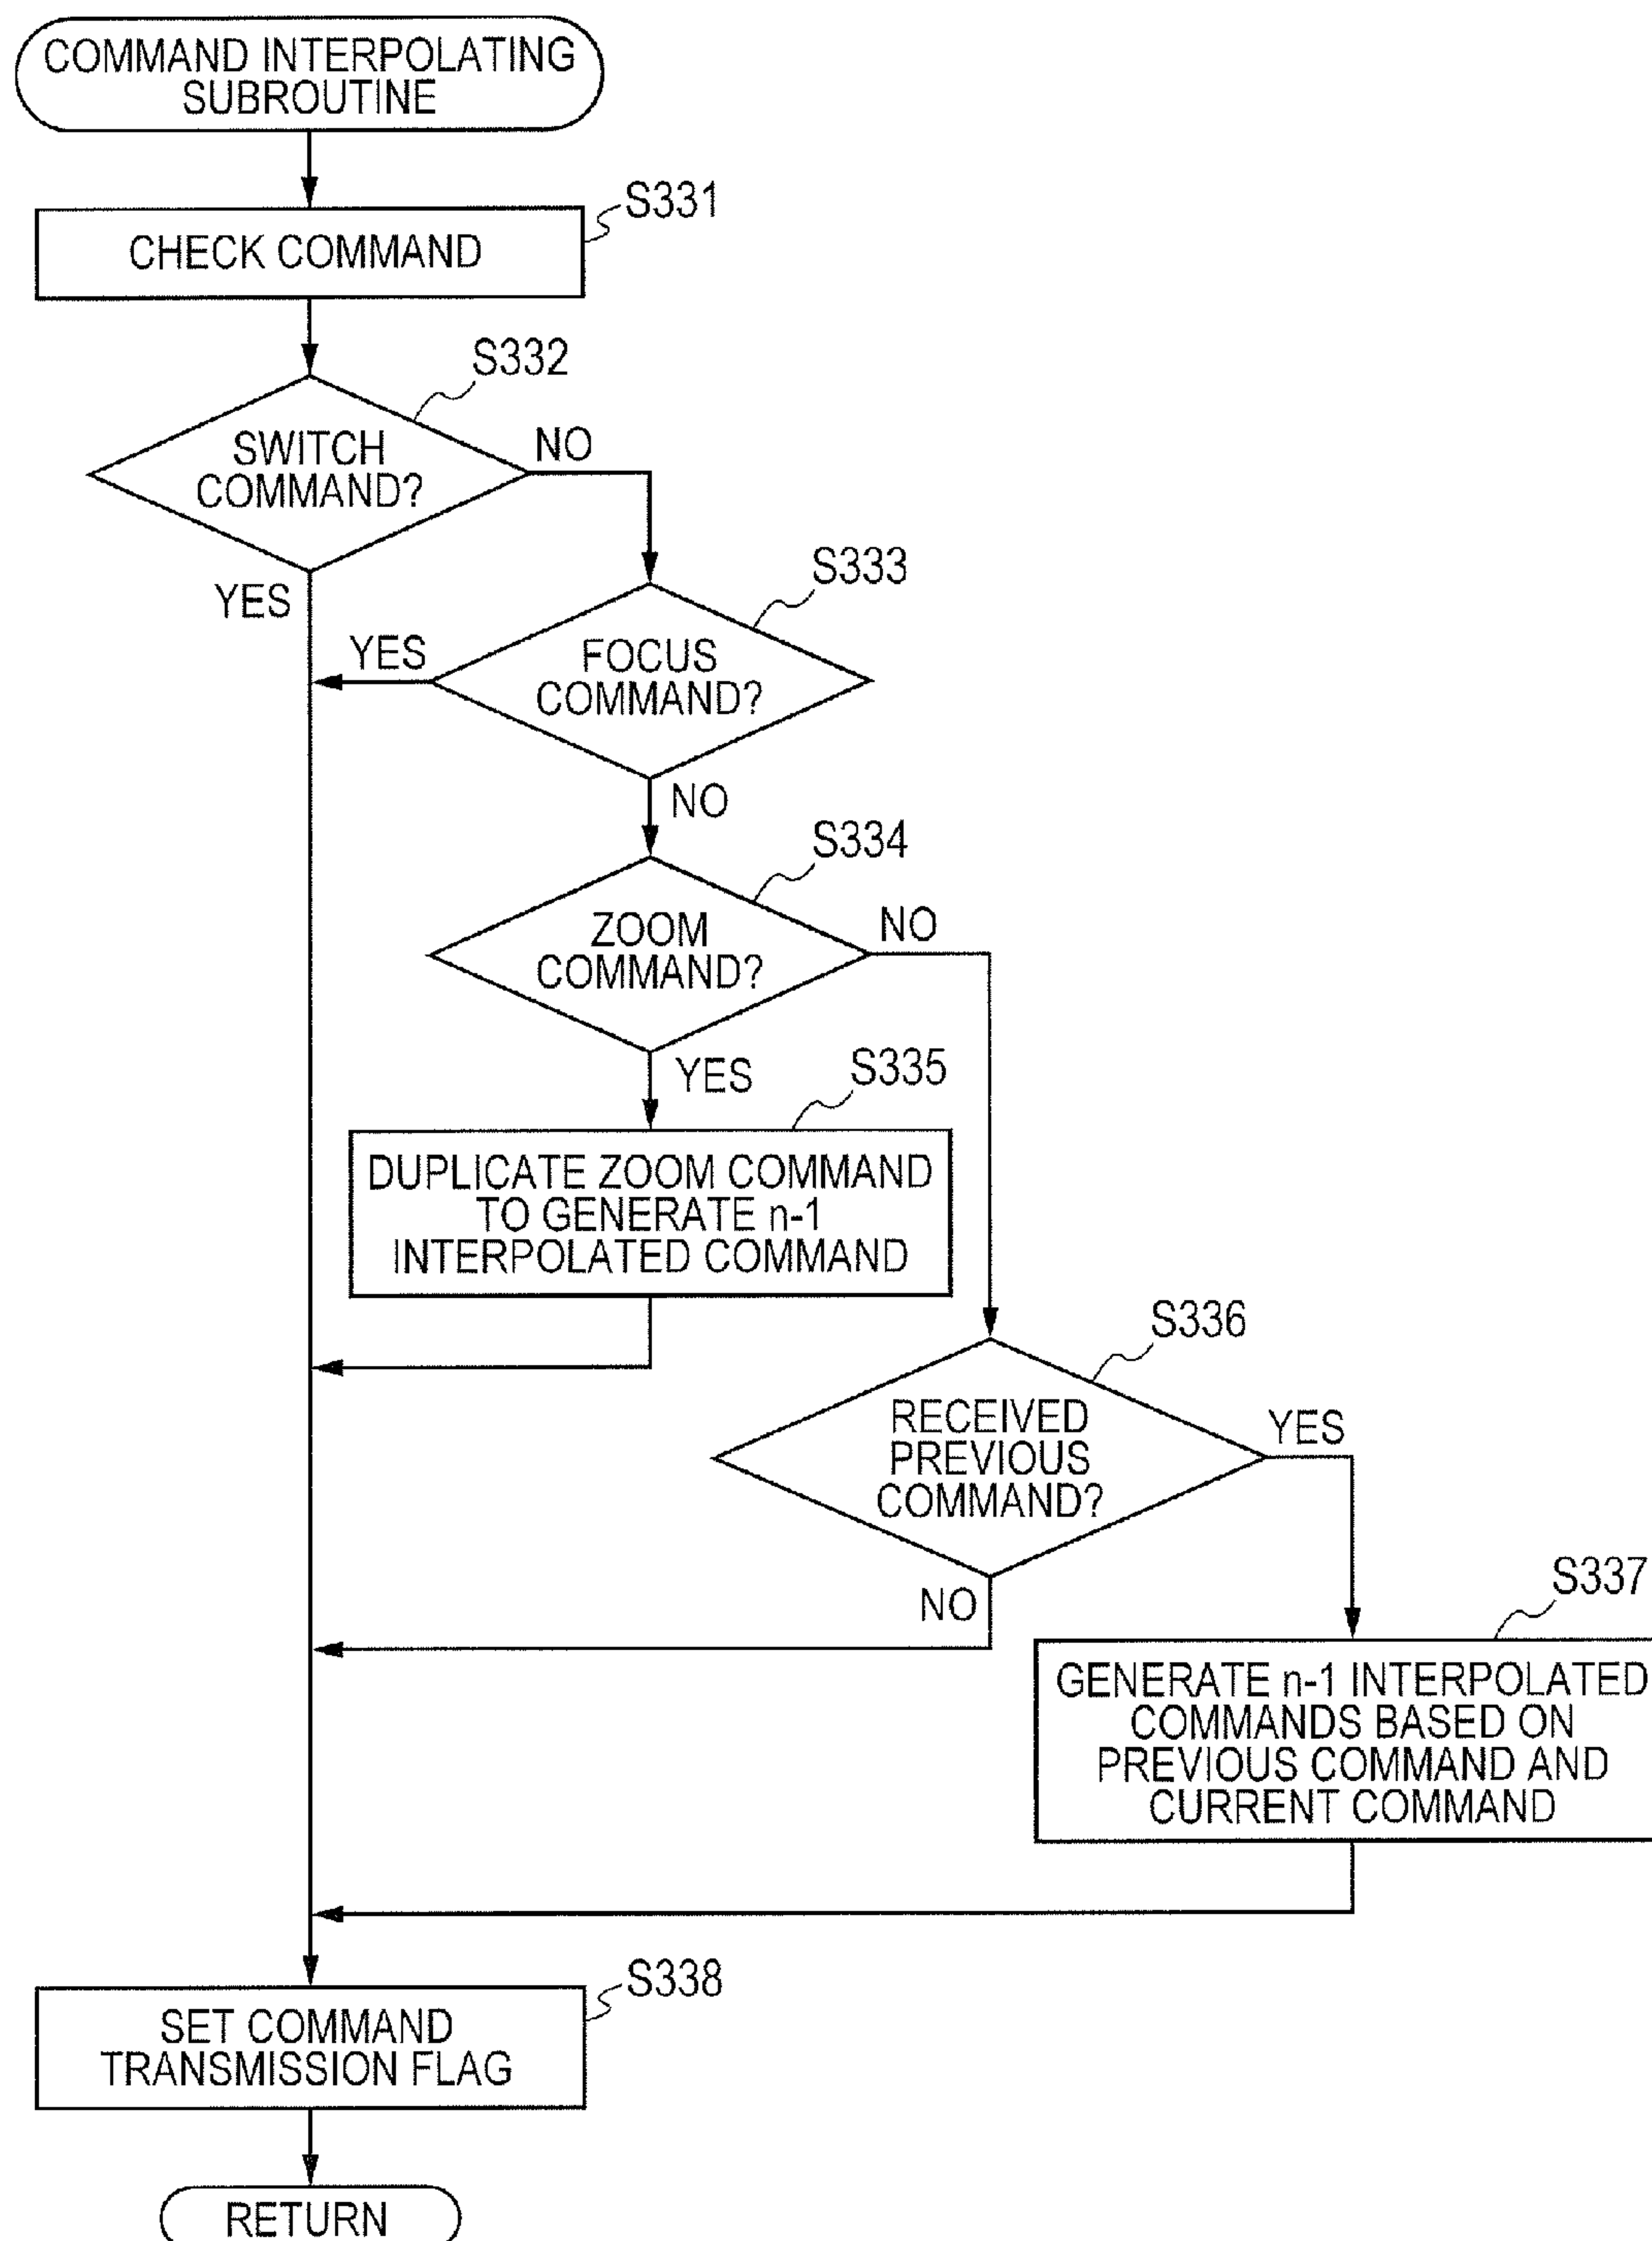 COMMAND INTERPOLATING
SUBROUTINE
S331
CHECK COMMAND
S332
SWITCH
COMMAND?
NO
YES
S333
FOCUS
COMMAND?
YES
NO
S334
ZOOM
COMMAND?
NO
YES
S335
DUPLICATE ZOOM COMMAND
TO GENERATE n-1
INTERPOLATED COMMAND
S336
RECEIVED
PREVIOUS
COMMAND?
YES
NO
S337
GENERATE n-1 INTERPOLATED
COMMANDS BASED ON
PREVIOUS COMMAND AND
CURRENT COMMAND
S338
SET COMMAND
TRANSMISSION FLAG
RETURN